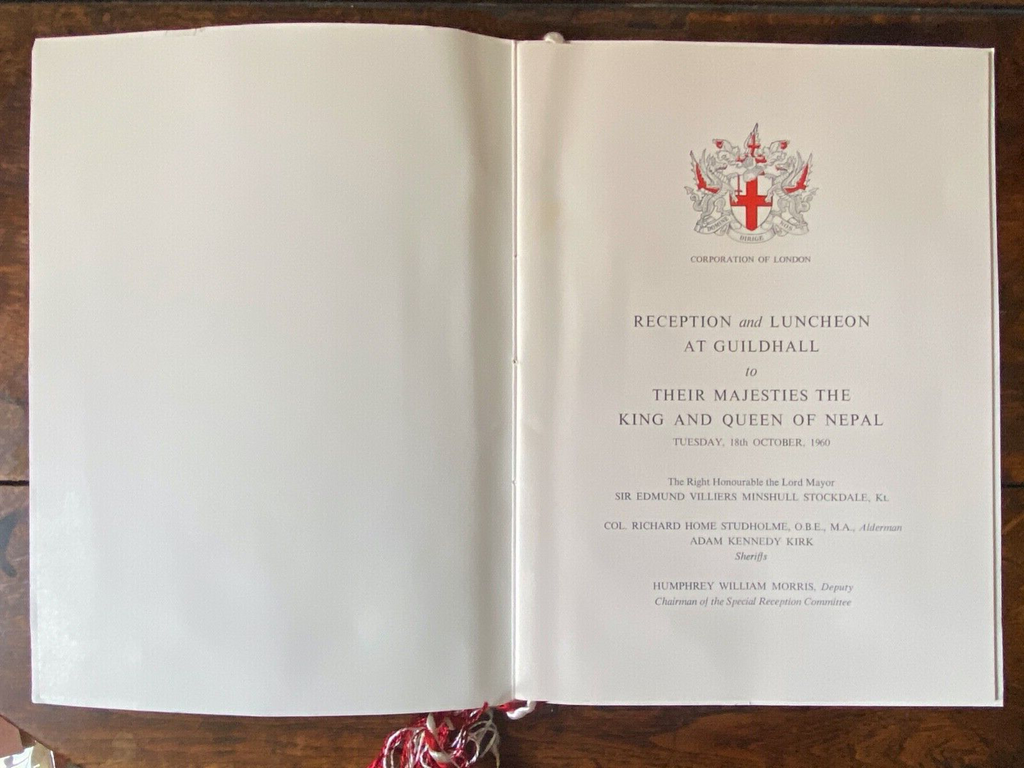 DOMINE DIRIGE NOS
CORPORATION OF LONDON
RECEPTION and LUNCHEON
AT GUILDHALL
to
THEIR MAJESTIES THE
KING AND QUEEN OF NEPAL
TUESDAY, 18th OCTOBER, 1960
The Right Honourable the Lord Mayor
SIR EDMUND VILLIERS MINSHULL STOCKDALE, Kt.
COL. RICHARD HOME STUDHOLME, O.B.E., M.A., Alderman
ADAM KENNEDY KIRK
Sheriffs
HUMPHREY WILLIAM MORRIS, Deputy
Chairman of the Special Reception Committee